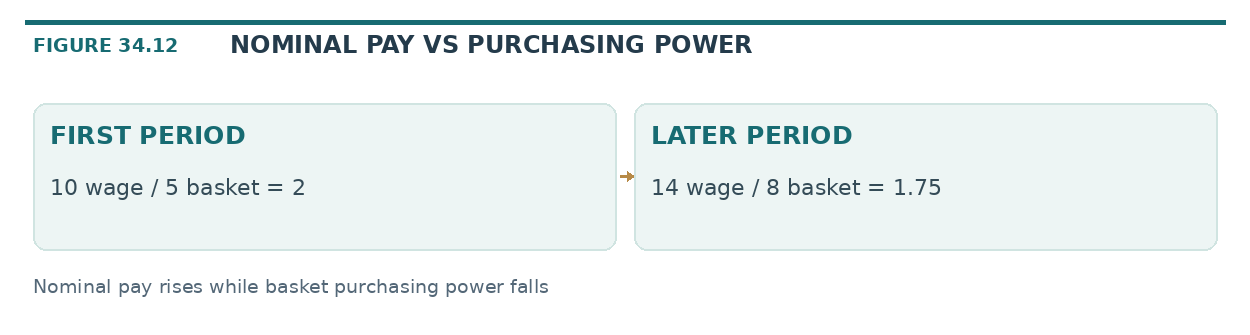 FIGURE 34.12 NOMINAL PAY VS PURCHASING POWER
FIRST PERIOD
10 wage / 5 basket = 2
LATER PERIOD
14 wage / 8 basket = 1.75
Nominal pay rises while basket purchasing power falls